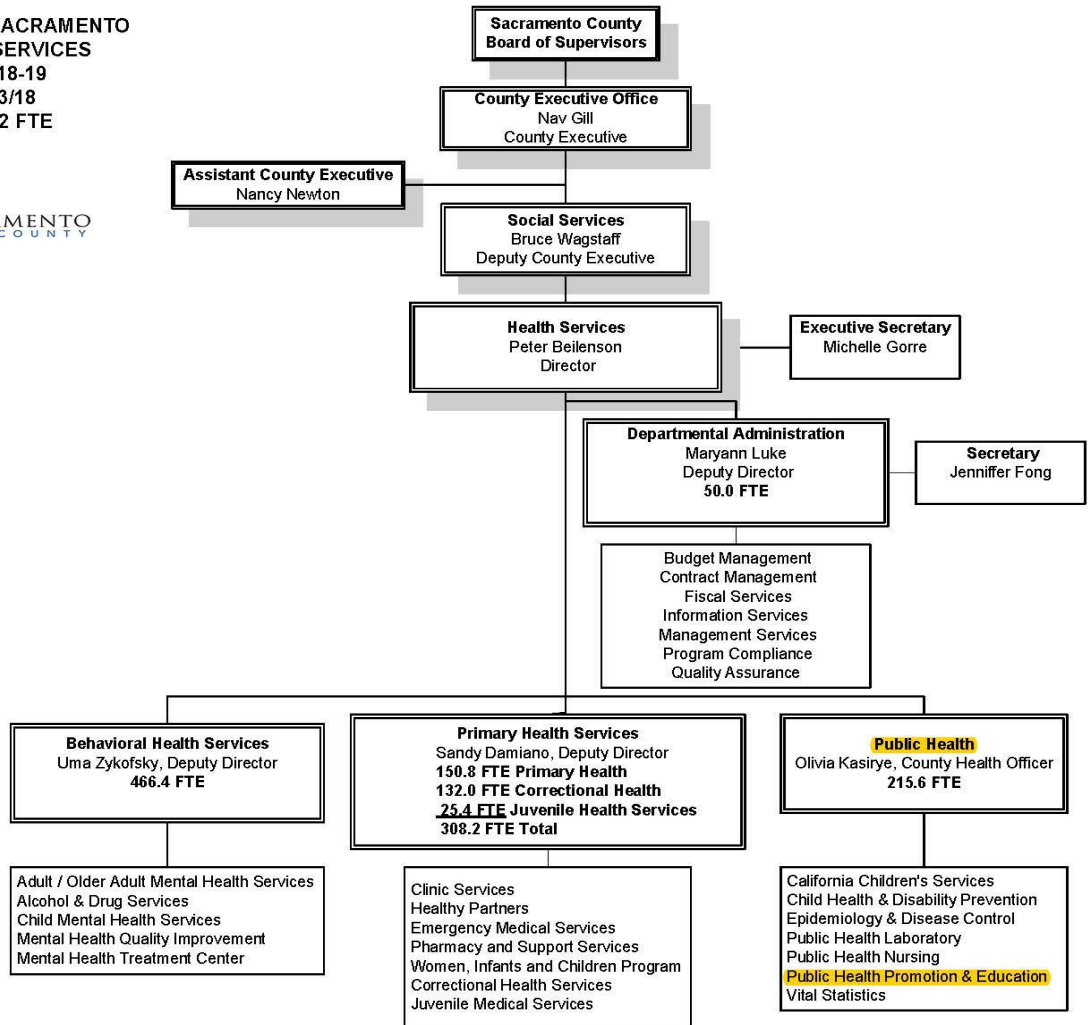 ACRAMENTO
SERVICES
18-19
3/18
2 FTE
AMENTO
COUNTY
Sacramento County
Board of Supervisors
County Executive Office
Nav Gill
County Executive
Assistant County Executive
Nancy Newton
Social Services
Bruce Wagstaff
Deputy County Executive
Health Services
Peter Beilenson
Director
Executive Secretary
Michelle Gorre
Departmental Administration
Maryann Luke
Deputy Director
50.0 FTE
Secretary
Jenniffer Fong
Budget Management
Contract Management
Fiscal Services
Information Services
Management Services
Program Compliance
Quality Assurance
Behavioral Health Services
Uma Zykofsky, Deputy Director
466.4 FTE
Primary Health Services
Sandy Damiano, Deputy Director
150.8 FTE Primary Health
132.0 FTE Correctional Health
25.4 FTE Juvenile Health Services
308.2 FTE Total
Public Health
Olivia Kasirye, County Health Officer
215.6 FTE
Adult / Older Adult Mental Health Services
Alcohol & Drug Services
Child Mental Health Services
Mental Health Quality Improvement
Mental Health Treatment Center
Clinic Services
Healthy Partners
Emergency Medical Services
Pharmacy and Support Services
Women, Infants and Children Program
Correctional Health Services
Juvenile Medical Services
California Children's Services
Child Health & Disability Prevention
Epidemiology & Disease Control
Public Health Laboratory
Public Health Nursing
Public Health Promotion & Education
Vital Statistics